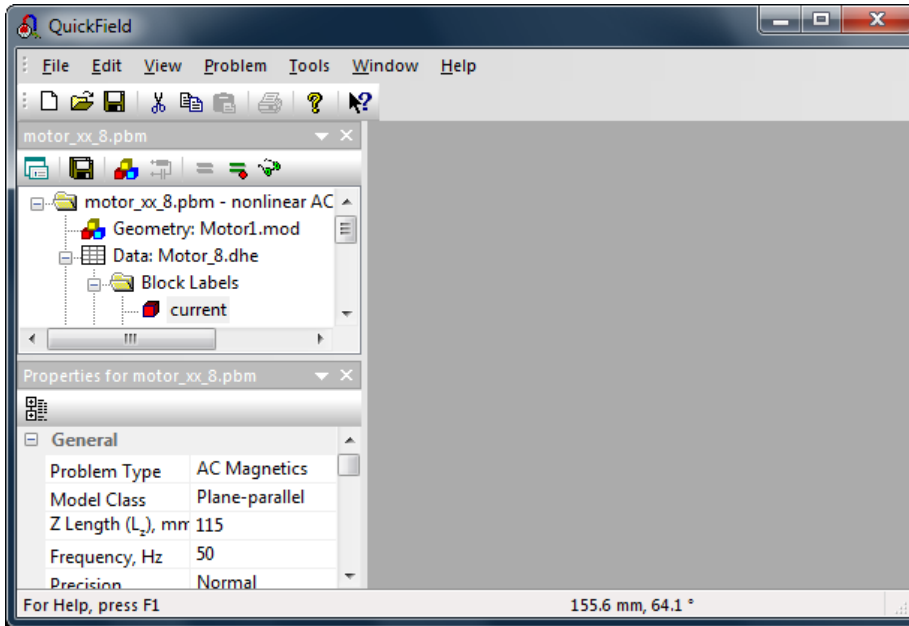 QuickField
File Edit View Problem Tools Window Help
motor_xx_8.pbm
motor_xx_8.pbm - nonlinear AC
Geometry: Motor1.mod
Data: Motor_8.dhe
Block Labels
current
Properties for motor_xx_8.pbm
General
Problem Type AC Magnetics
Model Class Plane-parallel
Z Length (Lz), mm 115
Frequency, Hz 50
Precision Normal
For Help, press F1 155.6 mm, 64.1 °